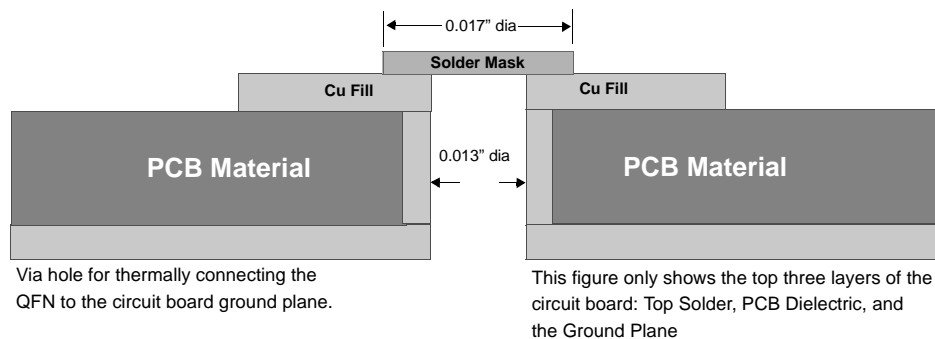 0.017” dia
Solder Mask
Cu Fill
Cu Fill
PCB Material
0.013” dia
PCB Material
Via hole for thermally connecting the
QFN to the circuit board ground plane.
This figure only shows the top three layers of the
circuit board: Top Solder, PCB Dielectric, and
the Ground Plane